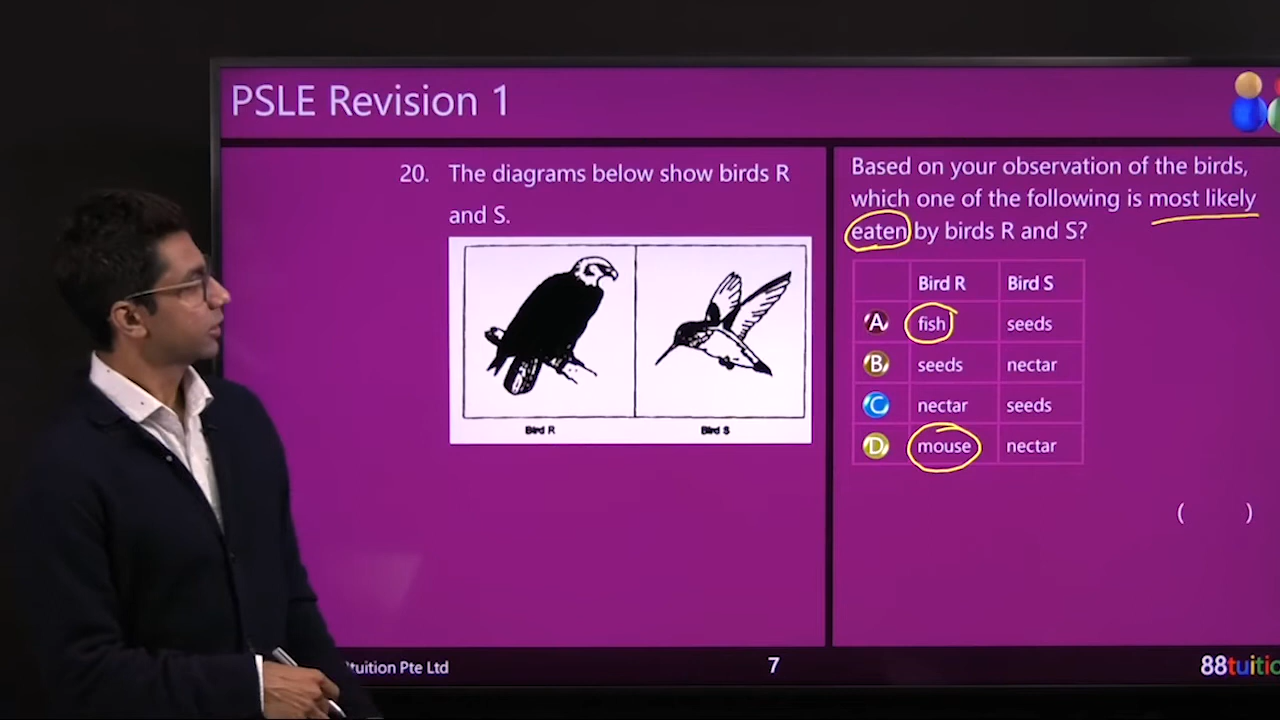 PSLE Revision 1
20. The diagrams below show birds R
and S.
Bird R Bird S
Based on your observation of the birds,
which one of the following is most likely
eaten by birds R and S?
Bird R Bird S
A fish seeds
B seeds nectar
C nectar seeds
D mouse nectar
( )
tuition Pte Ltd
7
88tuitio